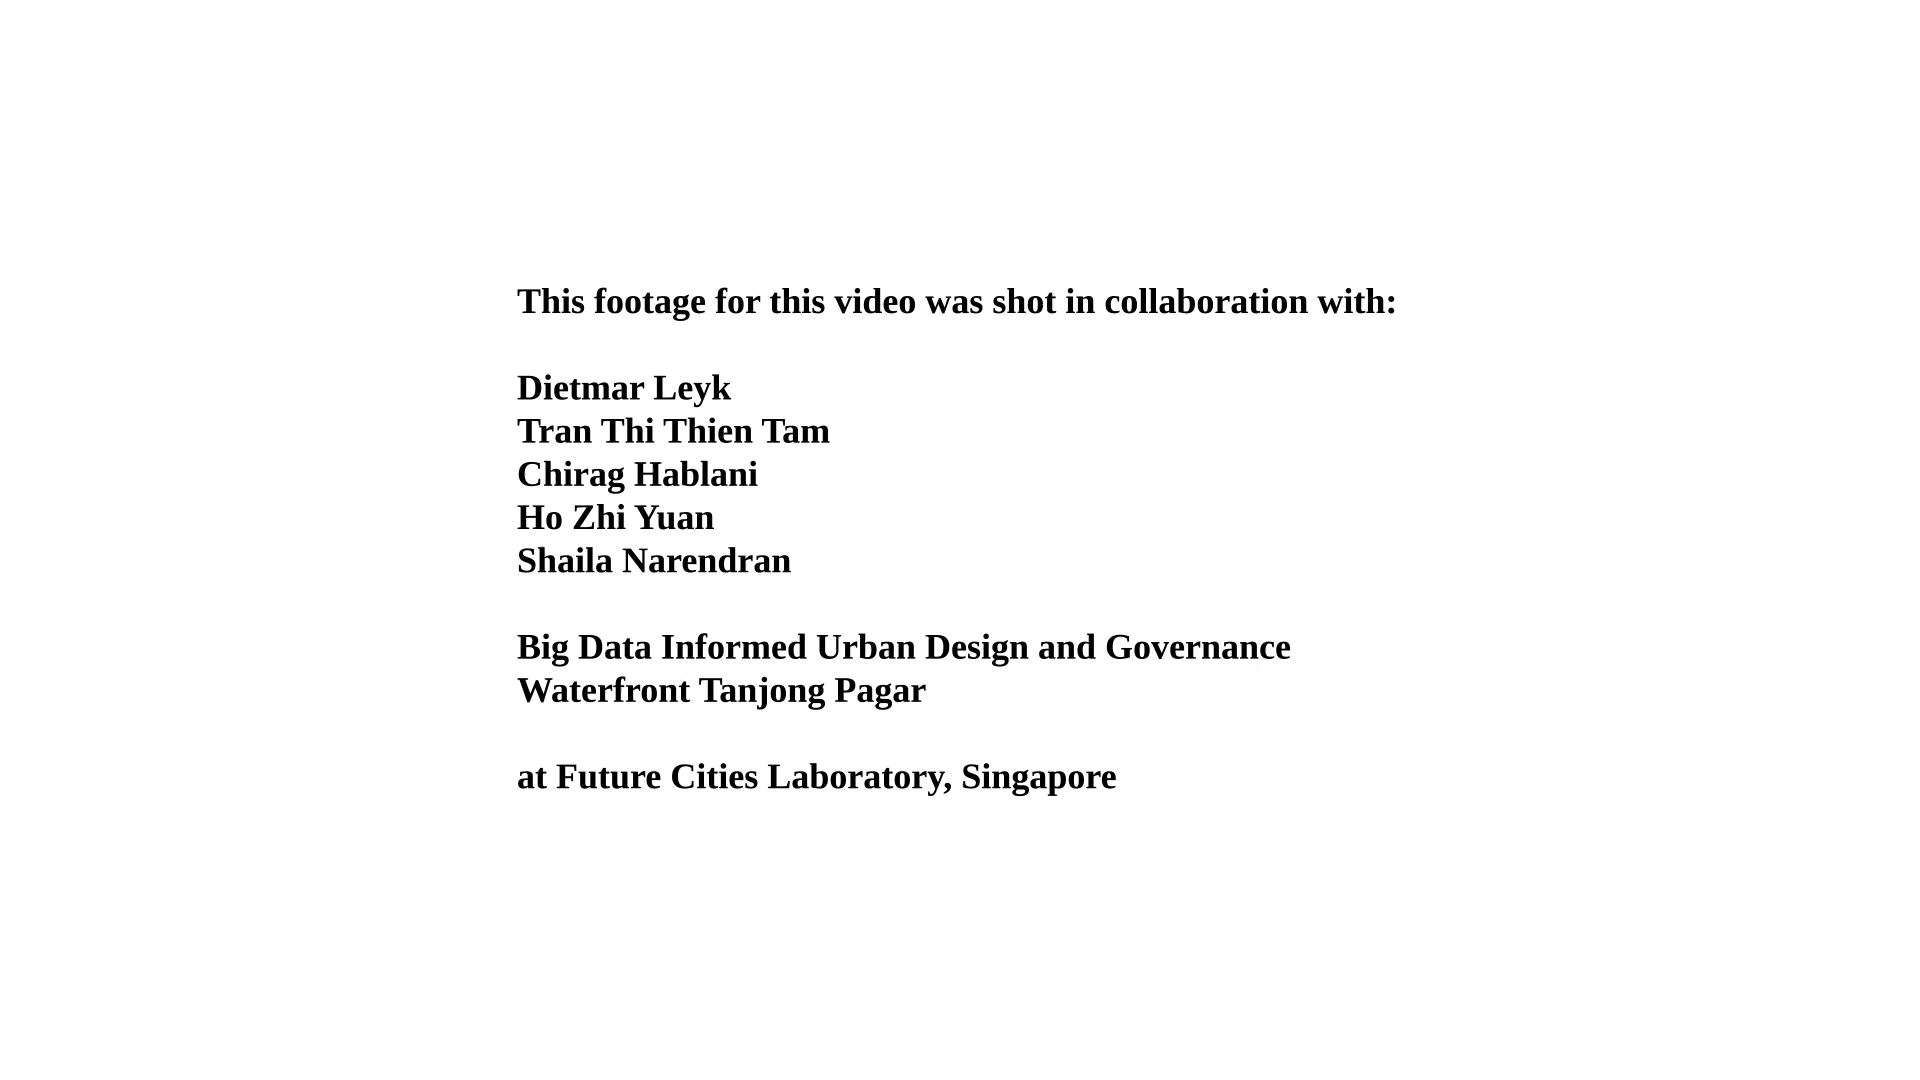 This footage for this video was shot in collaboration with:
Dietmar Leyk
Tran Thi Thien Tam
Chirag Hablani
Ho Zhi Yuan
Shaila Narendran
Big Data Informed Urban Design and Governance
Waterfront Tanjong Pagar
at Future Cities Laboratory, Singapore